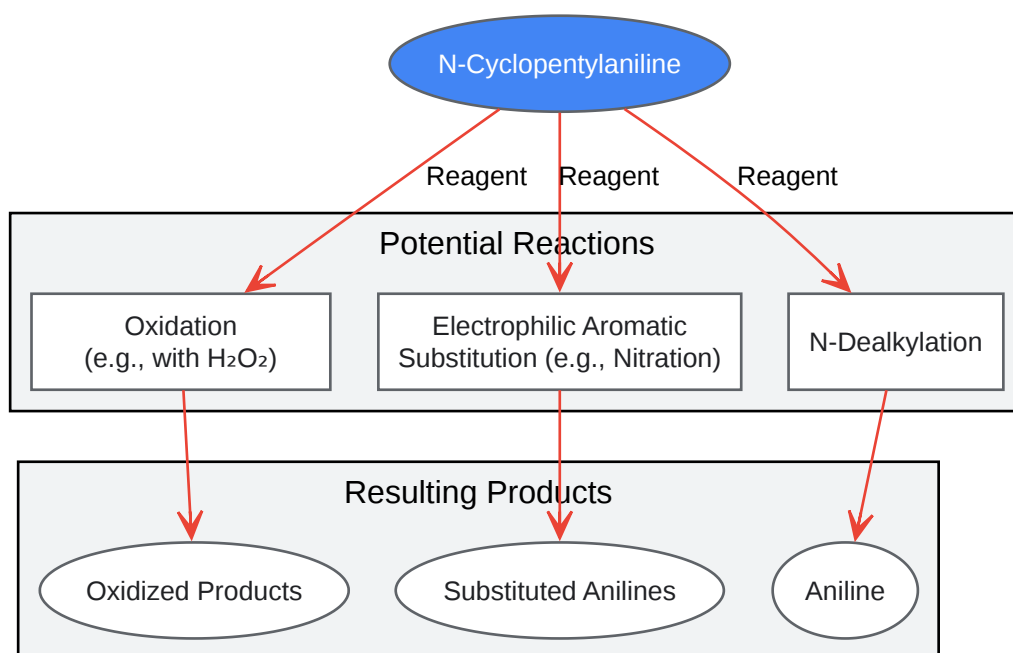 N-Cyclopentylaniline
Reagent
Reagent
Reagent
Potential Reactions
Oxidation
(e.g., with H₂O₂)
Electrophilic Aromatic
Substitution (e.g., Nitration)
N-Dealkylation
Resulting Products
Oxidized Products
Substituted Anilines
Aniline